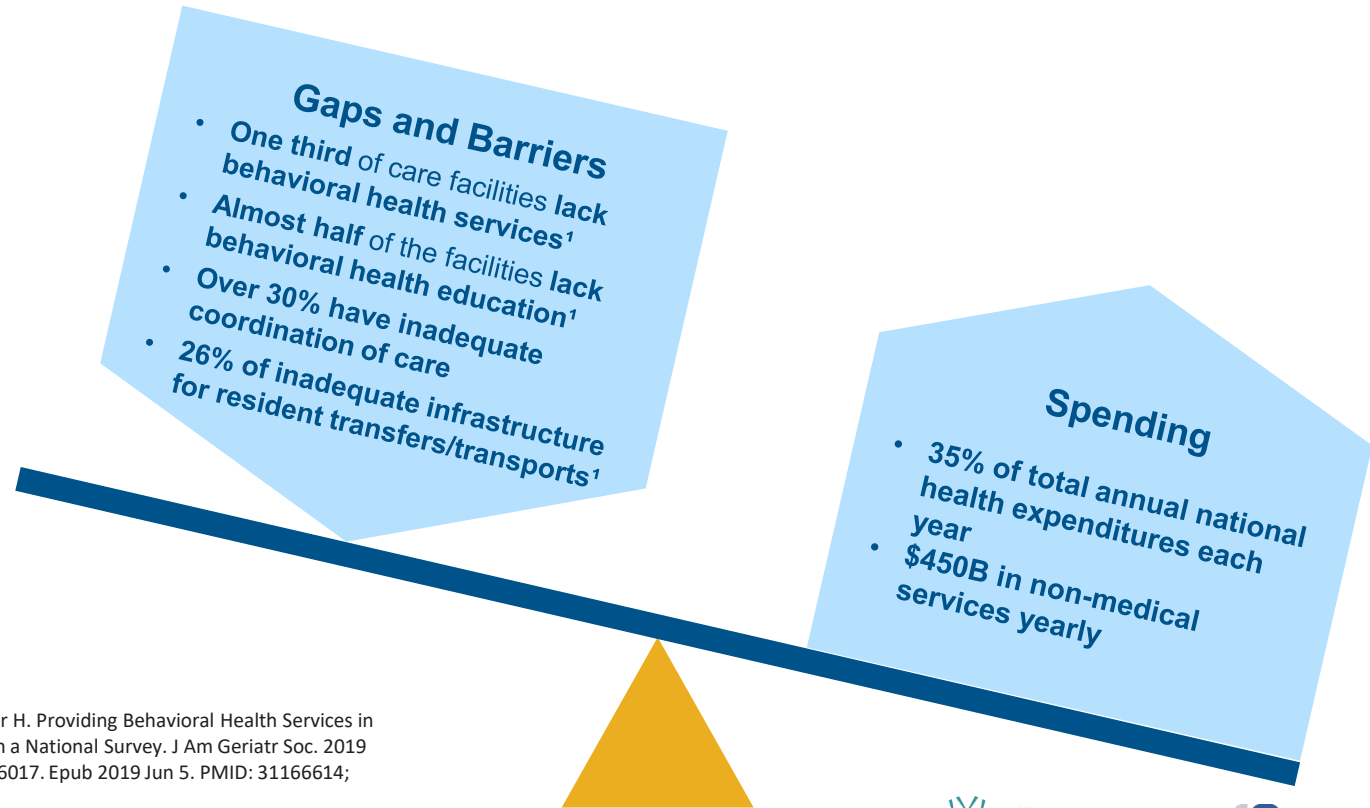 Gaps and Barriers
• One third of care facilities lack
behavioral health services¹
• Almost half of the facilities lack
behavioral health education¹
• Over 30% have inadequate
coordination of care
• 26% of inadequate infrastructure
for resident transfers/transports¹
Spending
• 35% of total annual national
health expenditures each
year
• $450B in non-medical
services yearly
r H. Providing Behavioral Health Services in
n a National Survey. J Am Geriatr Soc. 2019
6017. Epub 2019 Jun 5. PMID: 31166614;